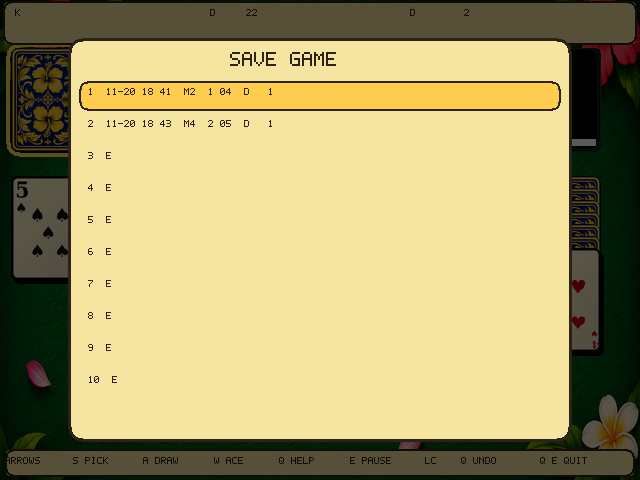 K D 22 D 2
SAVE GAME
1 11-20 18 41 M2 1 04 D 1
2 11-20 18 43 M4 2 05 D 1
3 E
4 E
5 E
6 E
7 E
8 E
9 E
10 E
5
ARROWS S PICK A DRAW W ACE Q HELP E PAUSE LC Q UNDO Q E QUIT